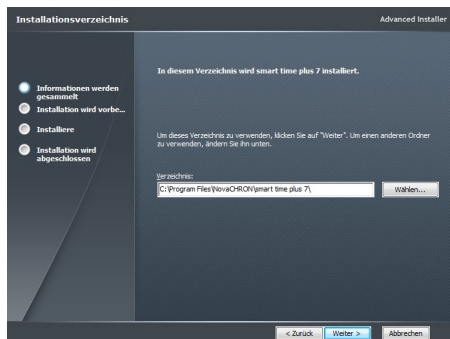 Installationsverzeichnis
Advanced Installer
In diesem Verzeichnis wird smart time plus 7 installiert.
Informationen werden
gesammelt
Installation wird vorbe...
Installiere
Installation wird
abgeschlossen
Um dieses Verzeichnis zu verwenden, klicken Sie auf "Weiter". Um einen anderen Ordner
zu verwenden, ändern Sie ihn unten.
Verzeichnis:
C:\Program Files\NovaCHRON\smart time plus 7\
Wählen...
< Zurück
Weiter >
Abbrechen